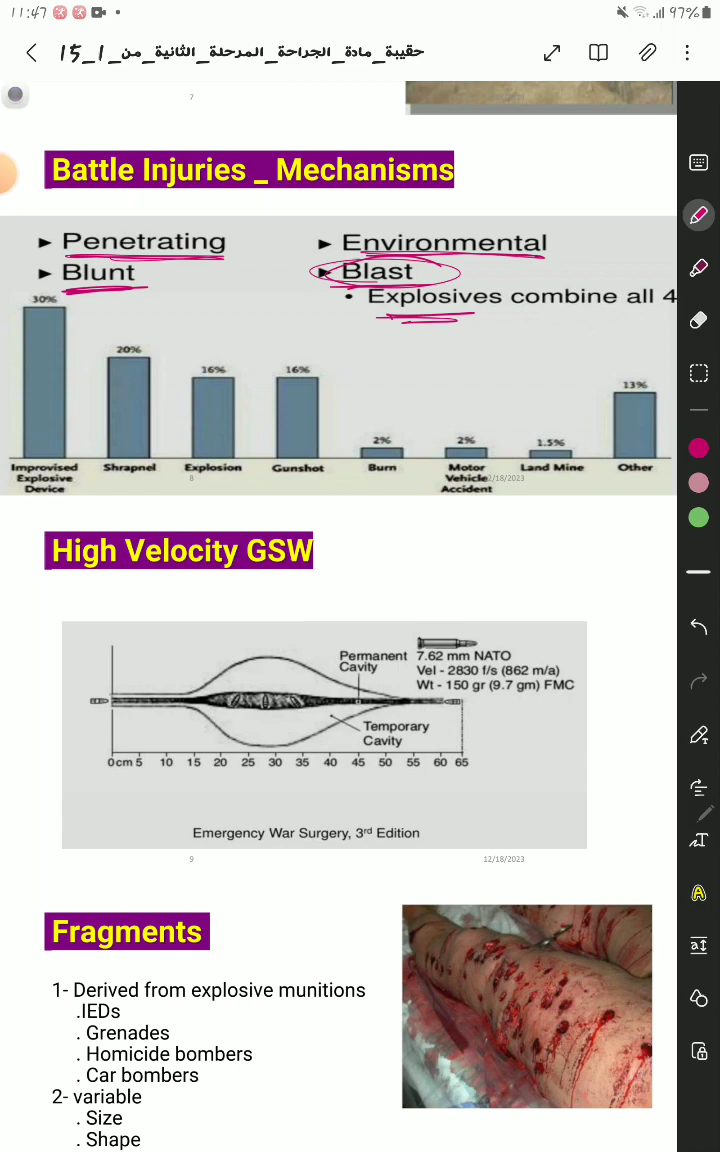 11:47
97%
حقيبة_مادة_الجراحة_المرحلة_الثانية_من_1_15
7
Battle Injuries _ Mechanisms
► Penetrating
► Blunt
► Environmental
► Blast
• Explosives combine all 4
30%
20%
16%
16%
2%
2%
1.5%
13%
Improvised Explosive Device
Shrapnel
Explosion
Gunshot
Burn
Motor Vehicle Accident
Land Mine
Other
8
2/18/2023
High Velocity GSW
Permanent Cavity
7.62 mm NATO
Vel - 2830 f/s (862 m/a)
Wt - 150 gr (9.7 gm) FMC
Temporary Cavity
0cm 5 10 15 20 25 30 35 40 45 50 55 60 65
Emergency War Surgery, 3rd Edition
9
12/18/2023
Fragments
1- Derived from explosive munitions
.IEDs
. Grenades
. Homicide bombers
. Car bombers
2- variable
. Size
. Shape